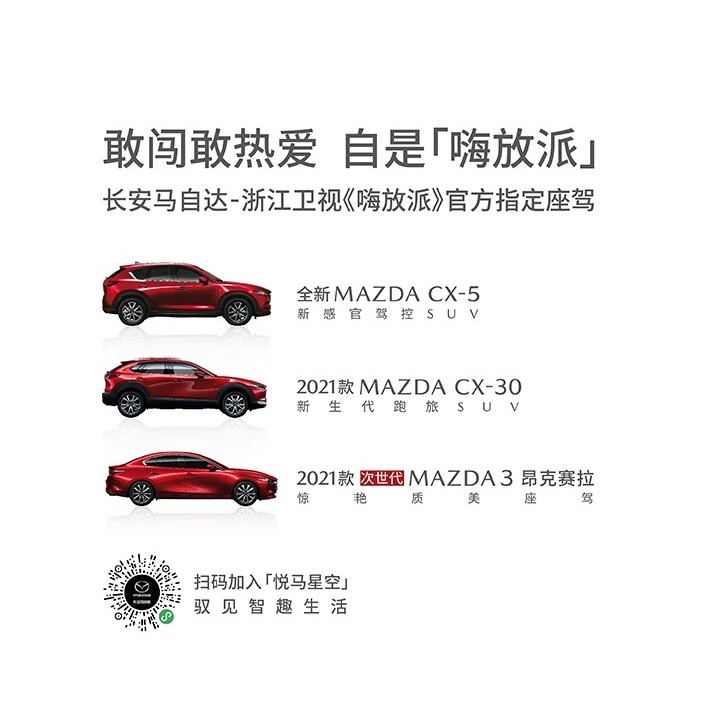 敢闯敢热爱 自是「嗨放派」
长安马自达-浙江卫视《嗨放派》官方指定座驾
全新MAZDA CX-5
新感官驾控SUV
2021款 MAZDA CX-30
新生代跑旅SUV
2021款 次世代 MAZDA3 昂克赛拉
惊艳质美座驾
扫码加入「悦马星空」
驭见智趣生活